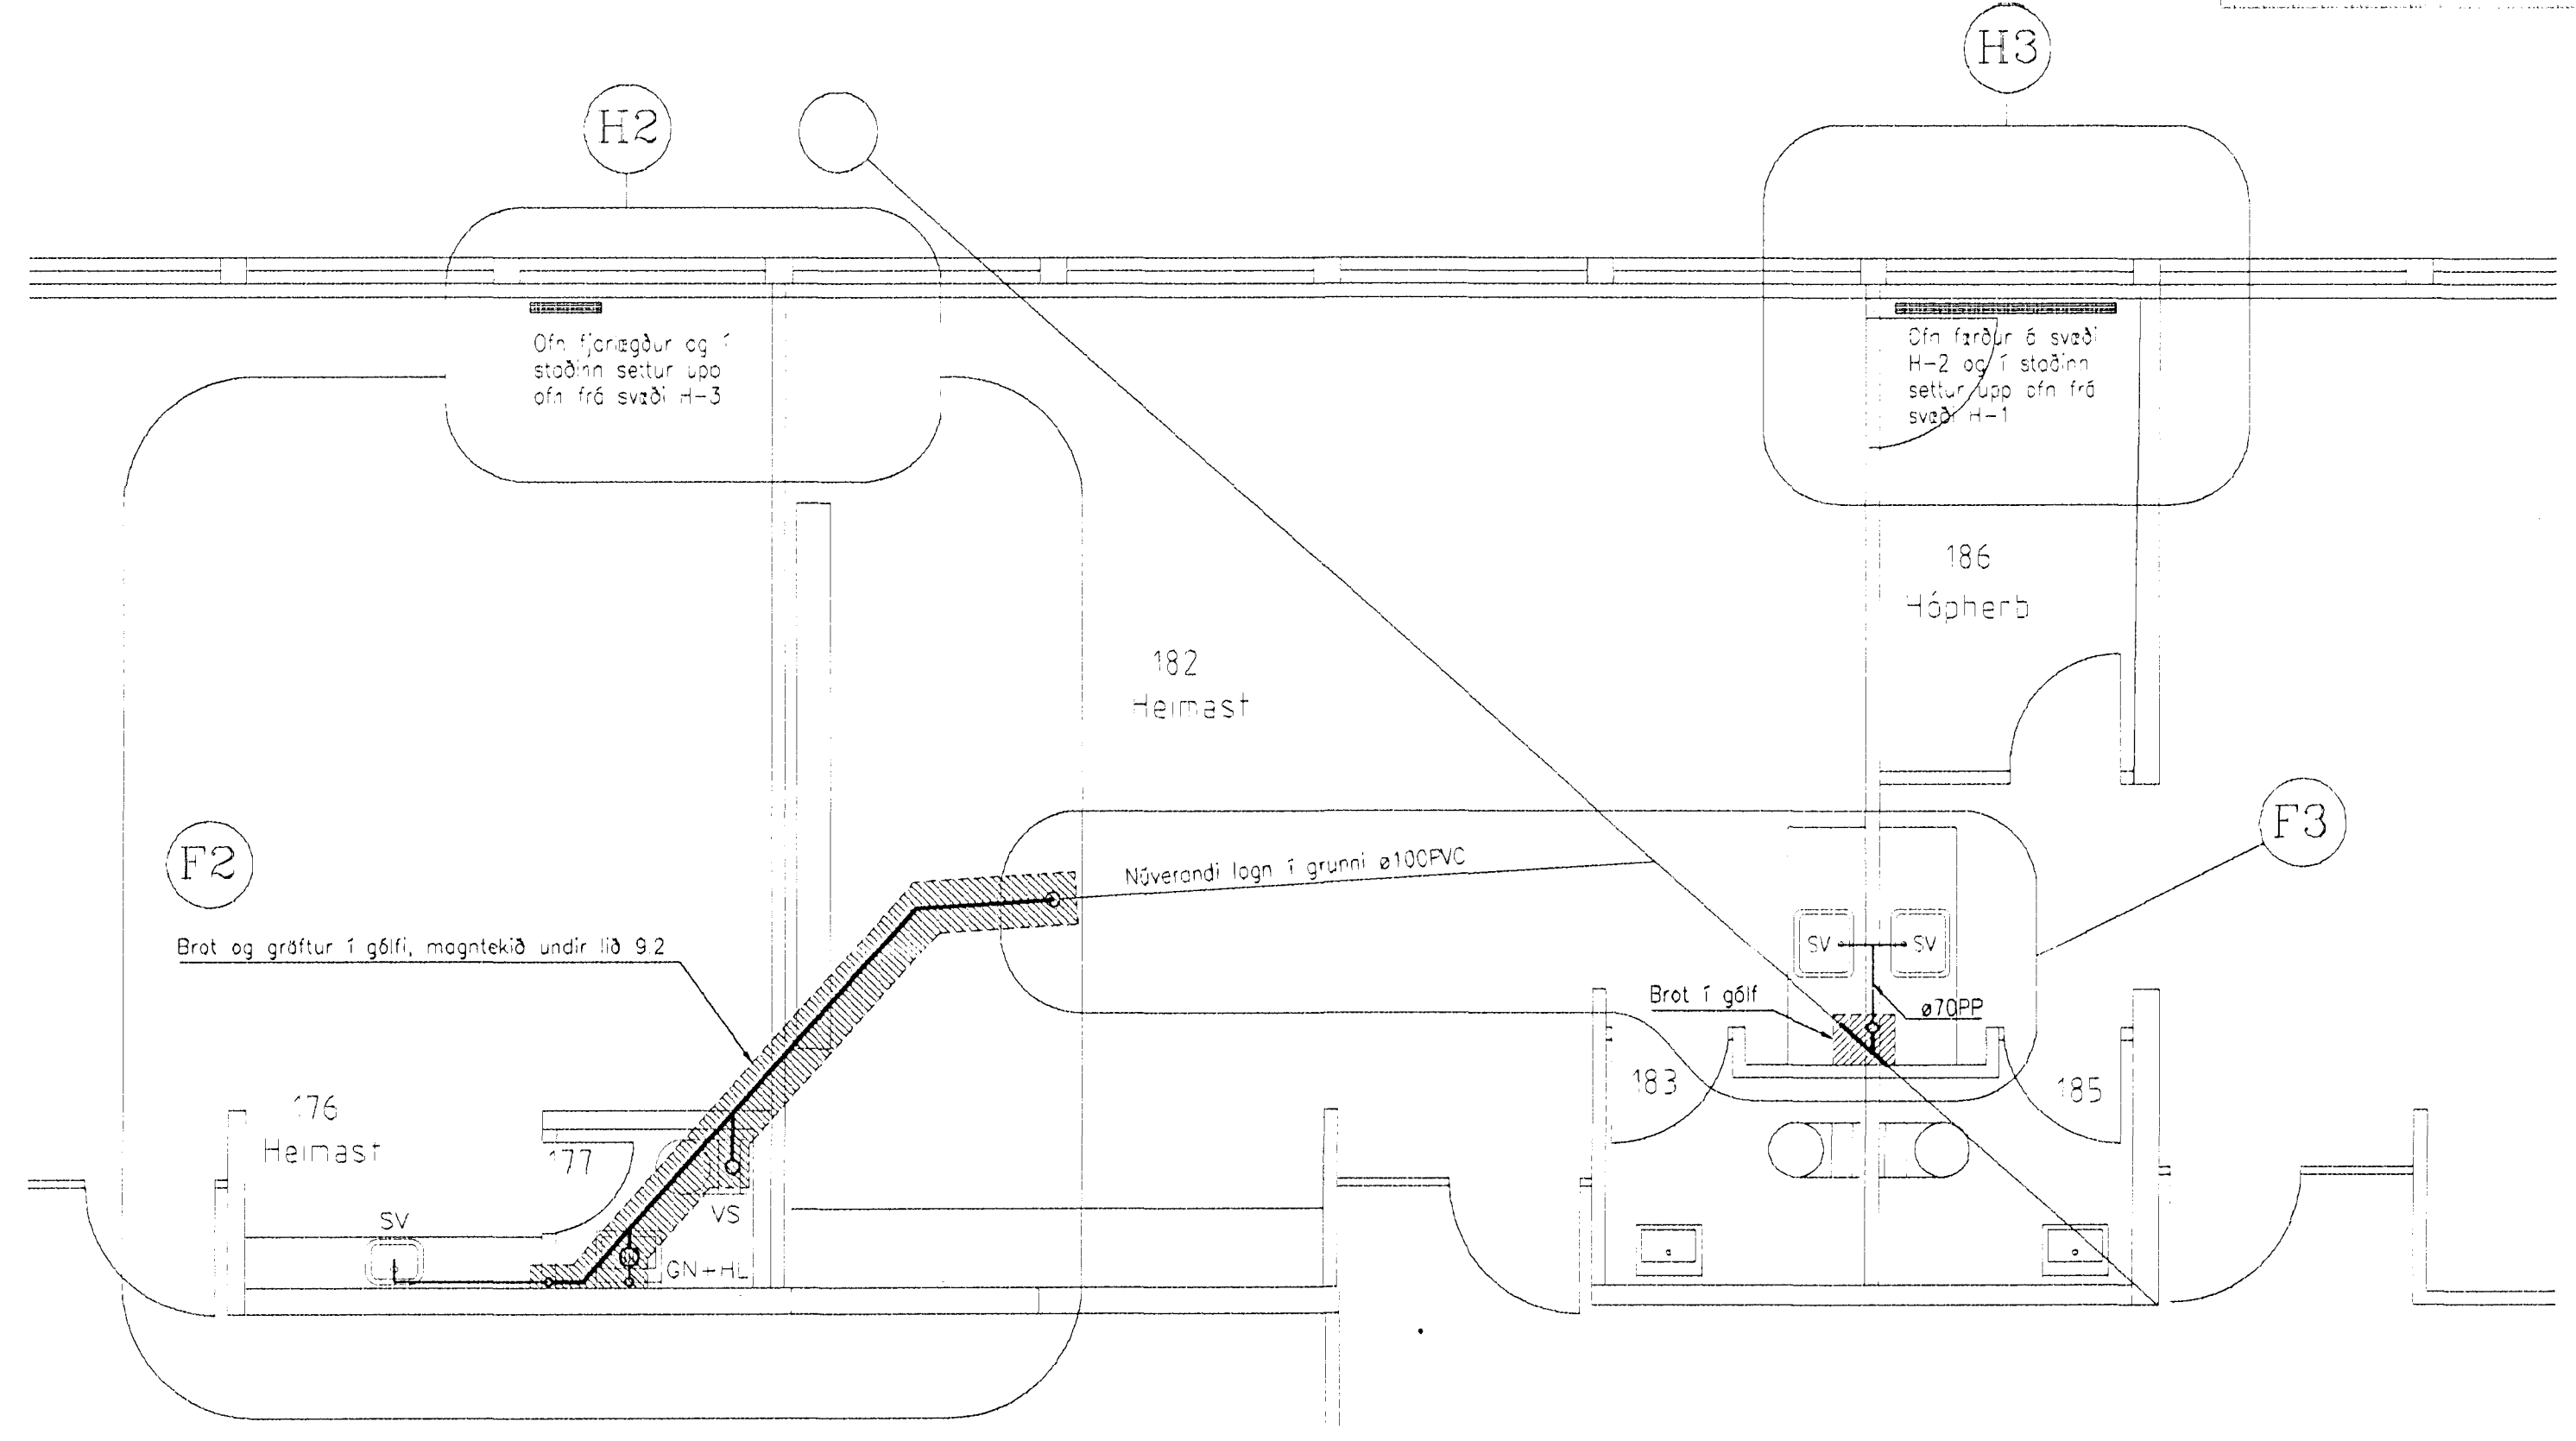 H3
H2
Ofn fjarlægður og í
staðinn settur upp
ofn frá svæði H-3
Ofn færður á svæði
H-2 og í staðinn
settur upp ofn frá
svæði H-1
186
Hópherb
182
Heimast
F2
F3
Núverandi lögn í grunni ø100PVC
Brot og gröftur í gólfi, magntekið undir lið 9.2
SV
SV
Brot í gólf
ø70PP
183
185
176
Heimast
177
SV
VS
GN+HL